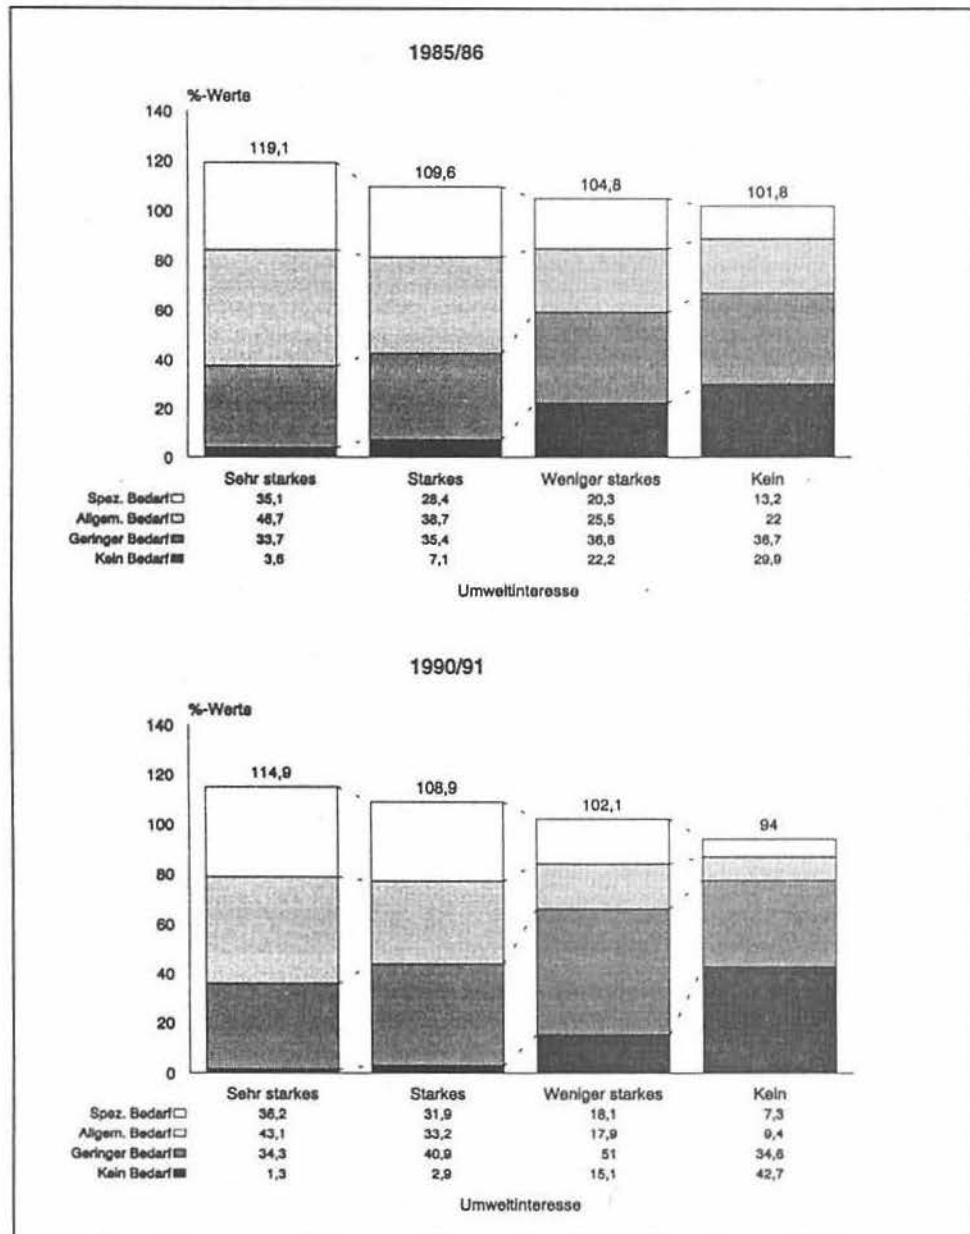 1985/86
%-Werte
140
120
100
80
60
40
20
0
119,1
109,6
104,8
101,8
Sehr starkes Starkes Weniger starkes Kein
Spez. Bedarf 35,1 28,4 20,3 13,2
Allgem. Bedarf 46,7 38,7 25,5 22
Geringer Bedarf 33,7 35,4 36,8 36,7
Kein Bedarf 3,6 7,1 22,2 29,9
Umweltinteresse
1990/91
%-Werte
140
120
100
80
60
40
20
0
114,9
108,9
102,1
94
Sehr starkes Starkes Weniger starkes Kein
Spez. Bedarf 36,2 31,9 18,1 7,3
Allgem. Bedarf 43,1 33,2 17,9 9,4
Geringer Bedarf 34,3 40,9 51 34,6
Kein Bedarf 1,3 2,9 15,1 42,7
Umweltinteresse